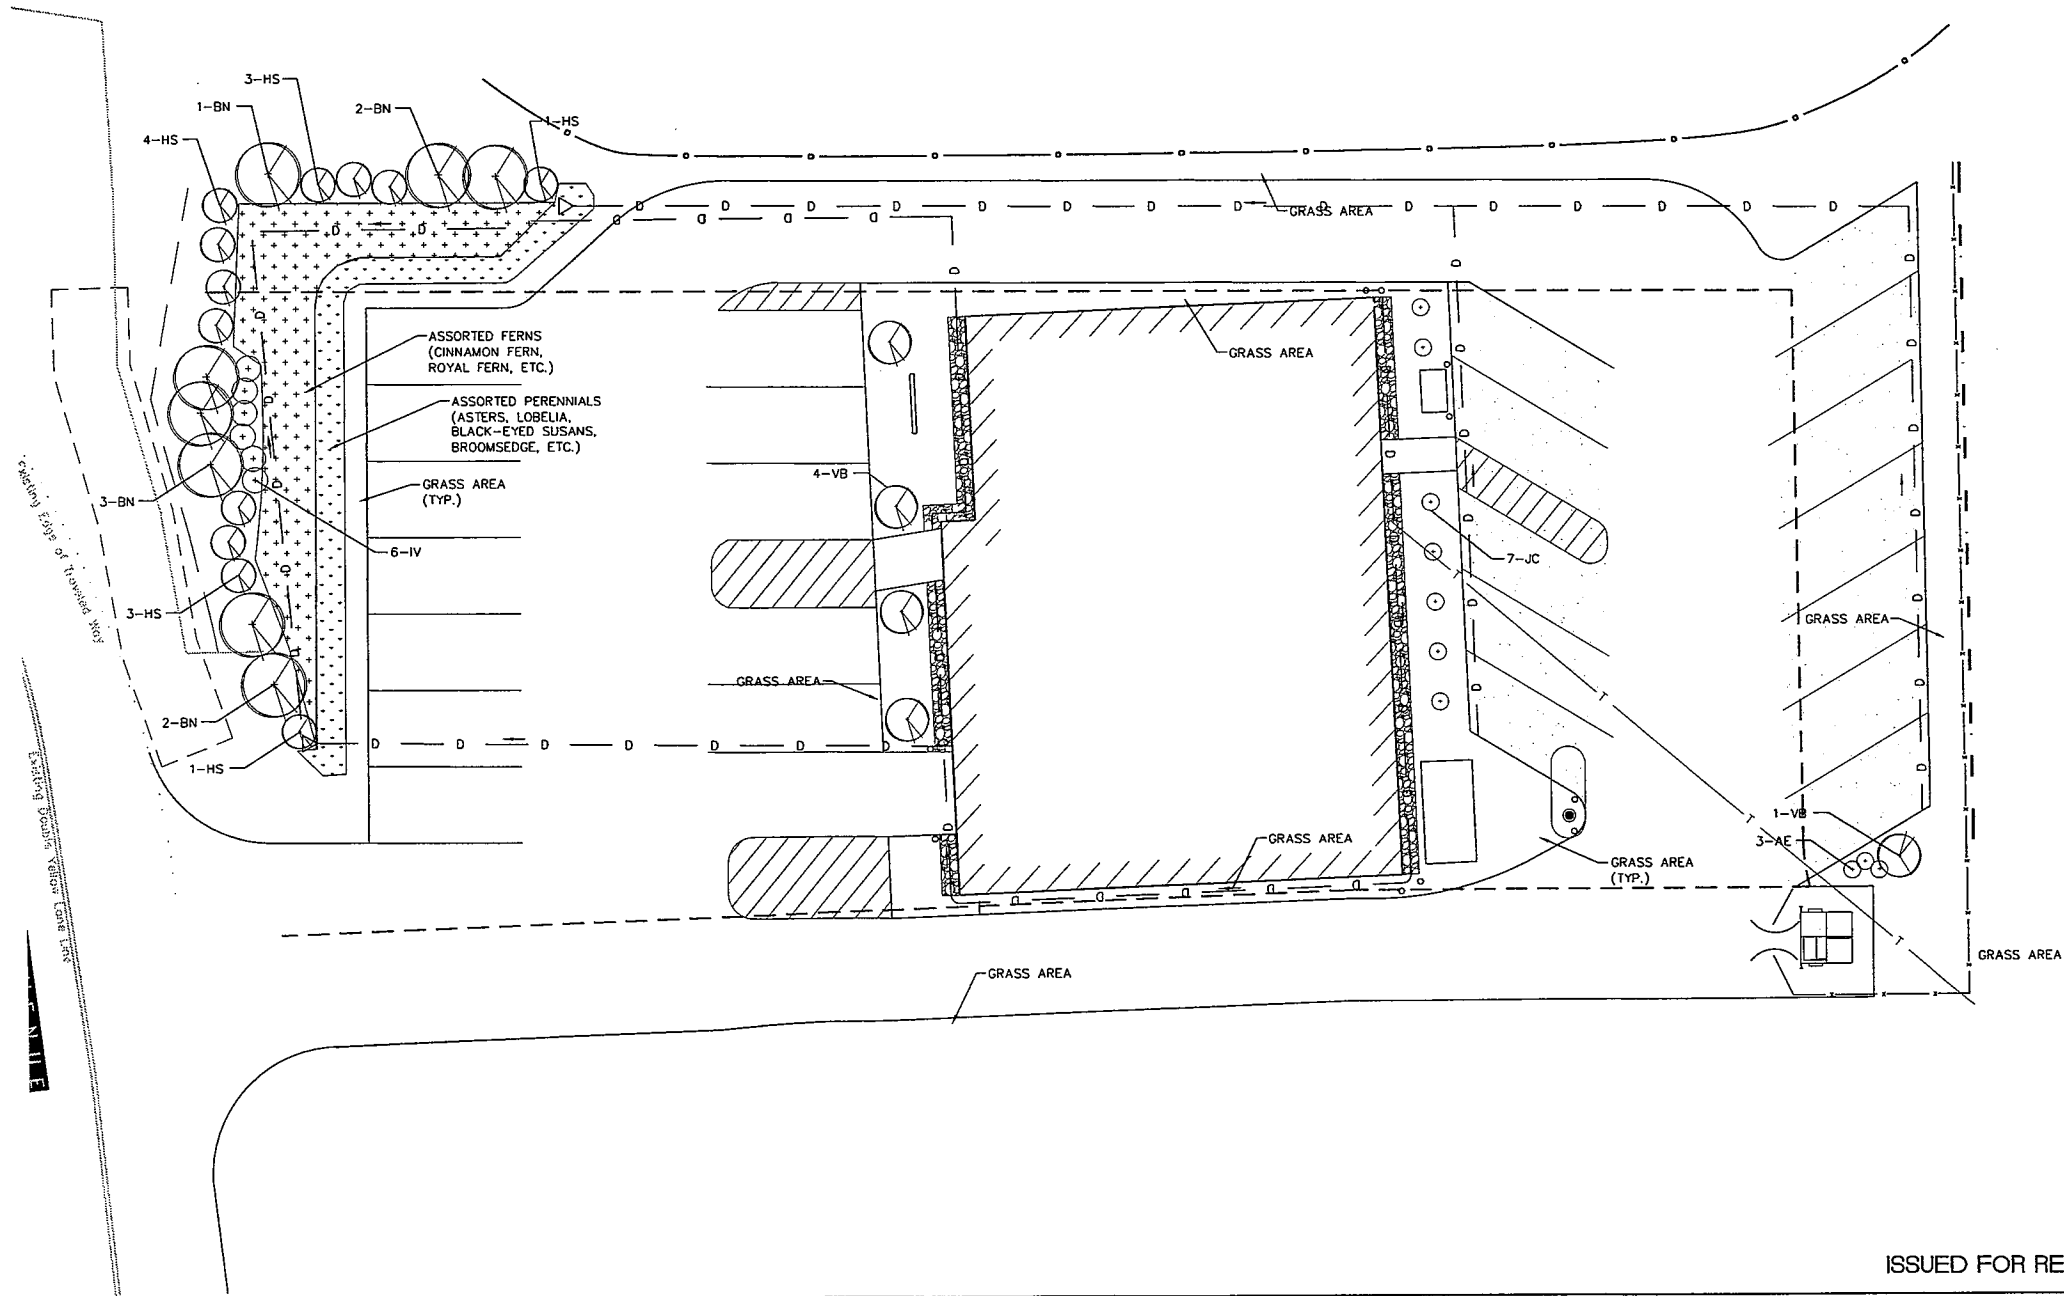 3-HS
1-BN
2-BN
1-HS
4-HS
GRASS AREA
ASSORTED FERNS
(CINNAMON FERN,
ROYAL FERN, ETC.)
GRASS AREA
ASSORTED PERENNIALS
(ASTERS, LOBELIA,
BLACK-EYED SUSANS,
BROOMSEDGE, ETC.)
4-VB
GRASS AREA
(TYP.)
3-BN
6-IV
7-JC
existing Edge of Traveled Way
3-HS
GRASS AREA
GRASS AREA
2-BN
1-HS
Existing Double Yellow Lane Line
1-VB
GRASS AREA
3-AE
GRASS AREA
(TYP.)
GRASS AREA
GRASS AREA
ISSUED FOR RE